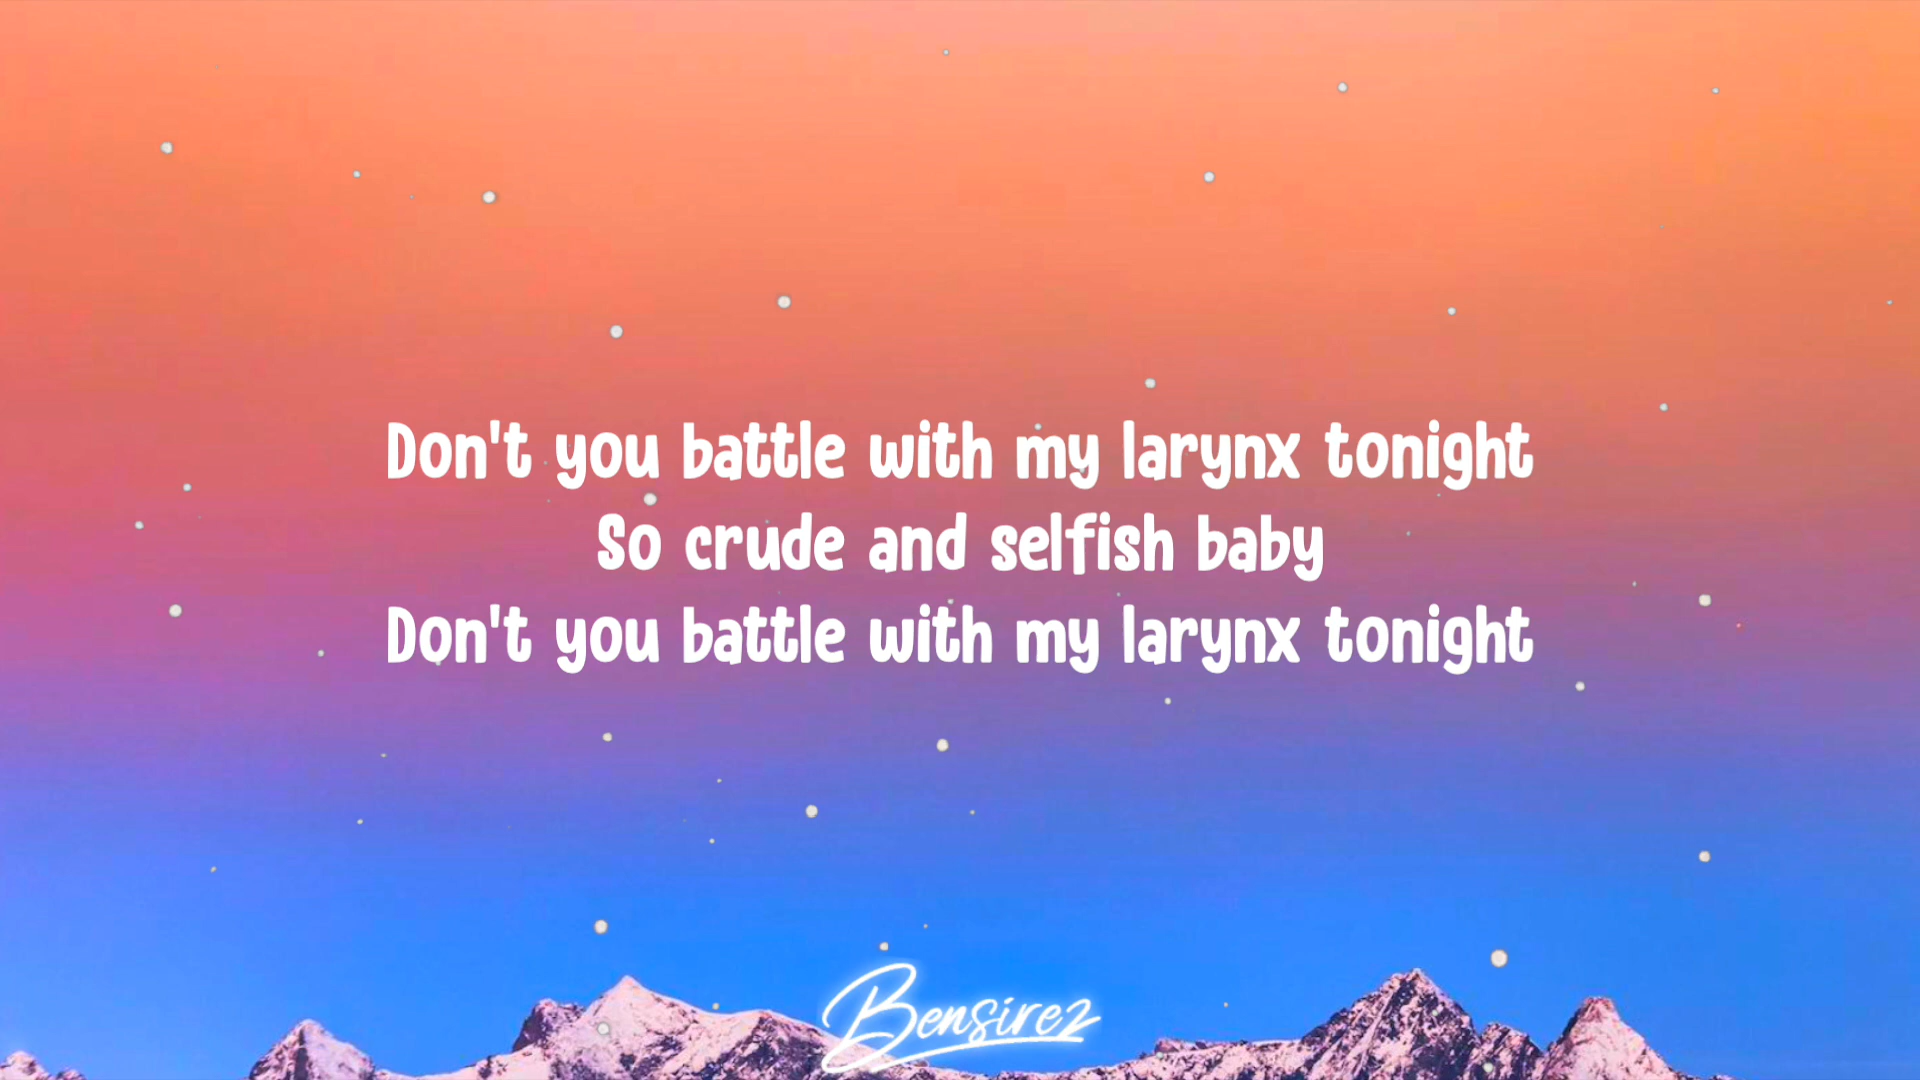 Don't you battle with my larynx tonight
So crude and selfish baby
Don't you battle with my larynx tonight
Bensirez